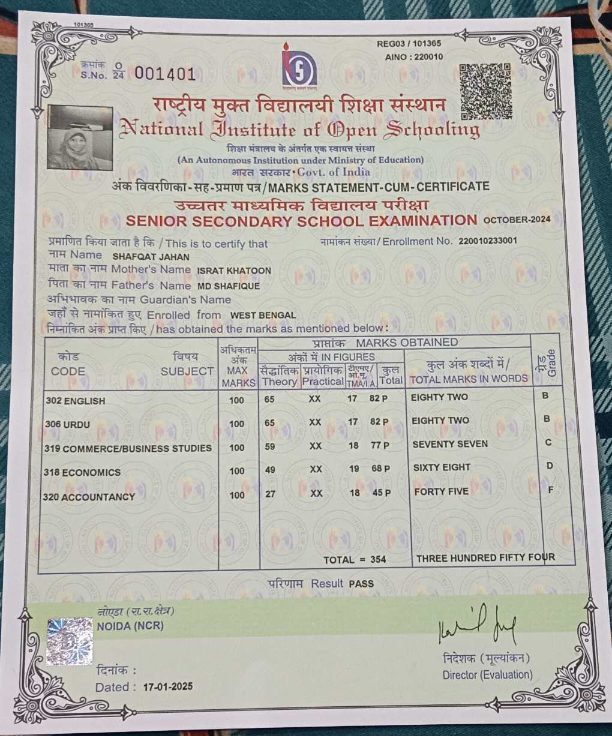 101365
REG03 / 101365
AINO : 220010
क्रमांक O
S.No. 24 001401
राष्ट्रीय मुक्त विद्यालयी शिक्षा संस्थान
National Institute of Open Schooling
शिक्षा मंत्रालय के अंतर्गत एक स्वायत्त संस्था
(An Autonomous Institution under Ministry of Education)
भारत सरकार • Govt. of India
अंक विवरणिका-सह-प्रमाण पत्र/MARKS STATEMENT-CUM-CERTIFICATE
उच्चतर माध्यमिक विद्यालय परीक्षा
SENIOR SECONDARY SCHOOL EXAMINATION OCTOBER-2024
प्रमाणित किया जाता है कि / This is to certify that नामांकन संख्या/ Enrollment No. 220010233001
नाम Name SHAFQAT JAHAN
माता का नाम Mother's Name ISRAT KHATOON
पिता का नाम Father's Name MD SHAFIQUE
अभिभावक का नाम Guardian's Name
जहाँ से नामांकित हुए Enrolled from WEST BENGAL
निम्नांकित अंक प्राप्त किए / has obtained the marks as mentioned below :
कोड CODE विषय SUBJECT अधिकतम अंक MAX MARKS प्राप्तांक MARKS OBTAINED ग्रेड Grade
अंकों में IN FIGURES कुल अंक शब्दों में/ TOTAL MARKS IN WORDS
सैद्धांतिक Theory प्रायोगिक Practical टीएमए/आ.मू. TMA/I.A. कुल Total
302 ENGLISH 100 65 XX 17 82 P EIGHTY TWO B
306 URDU 100 65 XX 17 82 P EIGHTY TWO B
319 COMMERCE/BUSINESS STUDIES 100 59 XX 18 77 P SEVENTY SEVEN C
318 ECONOMICS 100 49 XX 19 68 P SIXTY EIGHT D
320 ACCOUNTANCY 100 27 XX 18 45 P FORTY FIVE F
TOTAL = 354 THREE HUNDRED FIFTY FOUR
परिणाम Result PASS
नोएडा (रा.रा.क्षेत्र)
NOIDA (NCR)
निदेशक (मूल्यांकन)
Director (Evaluation)
दिनांक :
Dated : 17-01-2025